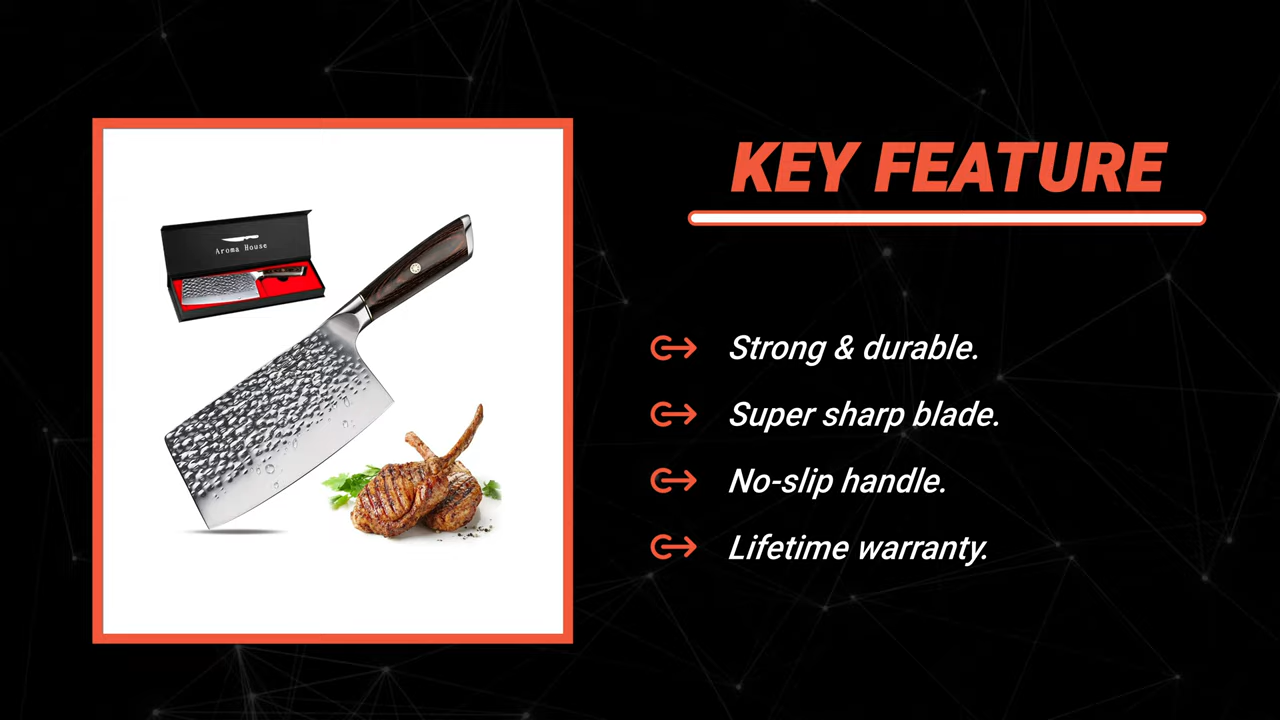 KEY FEATURE
Aroma House
Strong & durable.
Super sharp blade.
No-slip handle.
Lifetime warranty.